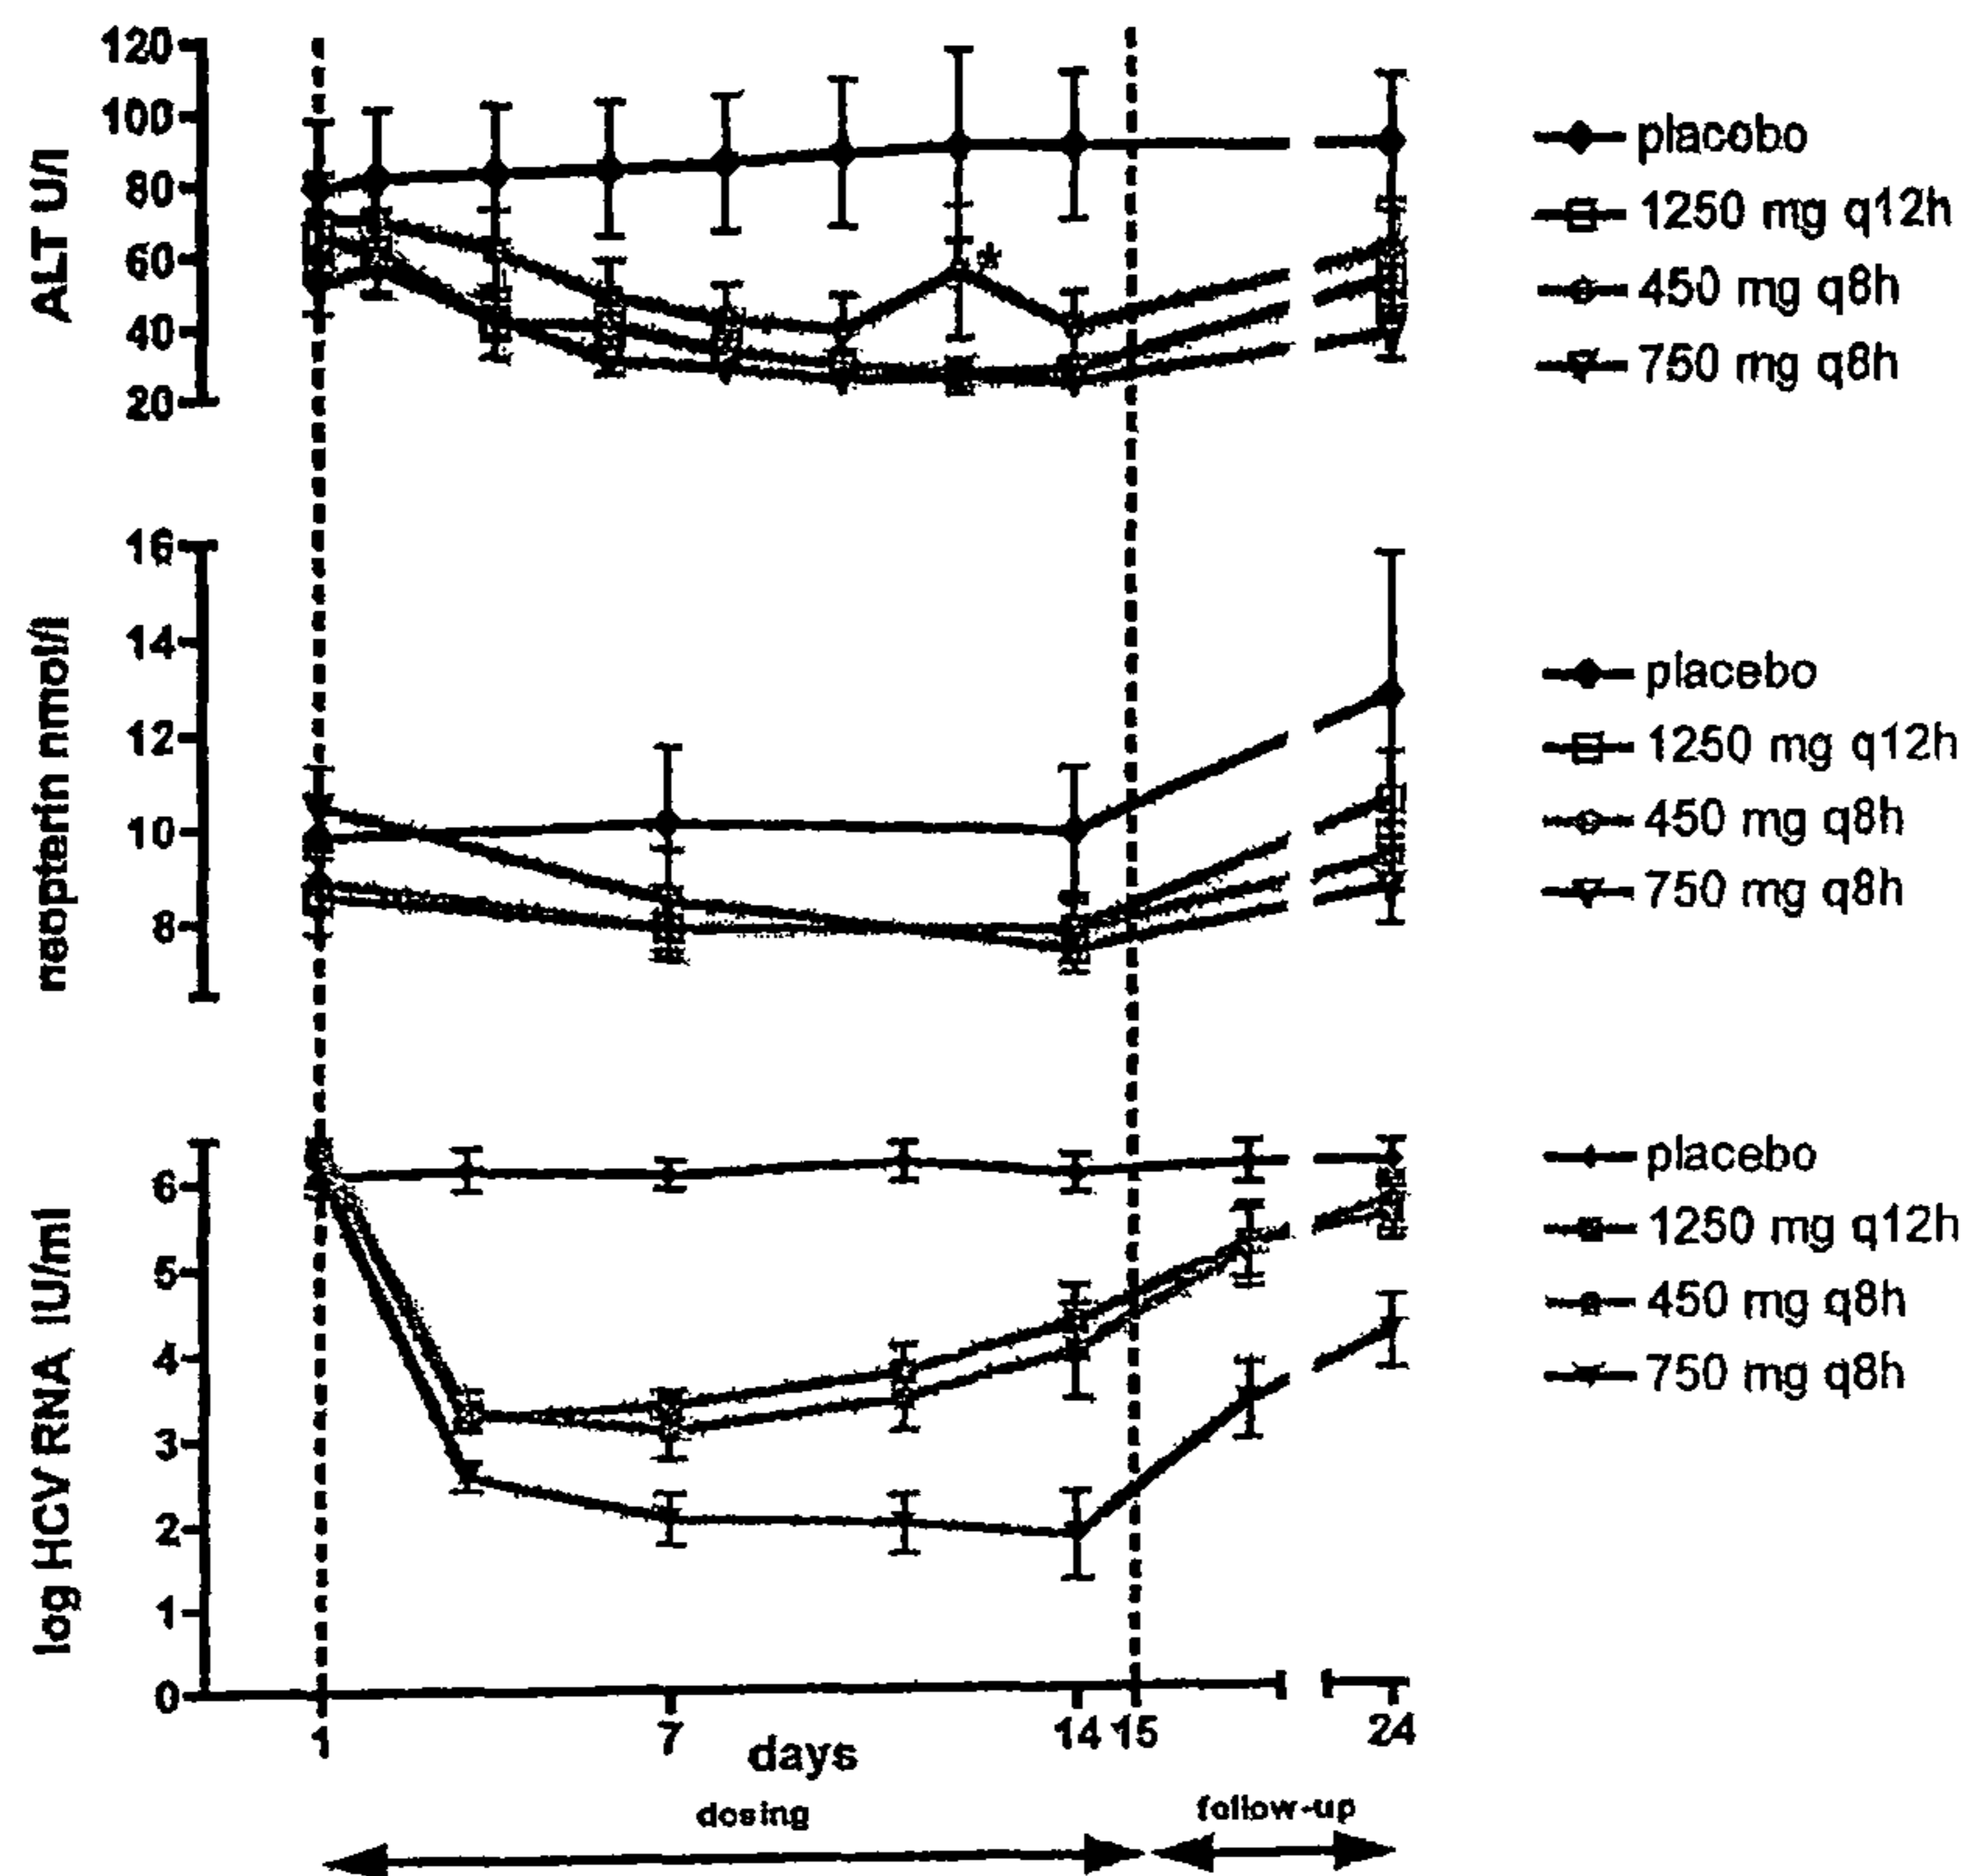 ALT U/l
120
100
80
60
40
20
*
placobo
1250 mg q12h
450 mg q8h
750 mg q8h
neopterin nmol/l
16
14
12
10
8
placebo
1250 mg q12h
450 mg q8h
750 mg q8h
log HCV RNA IU/ml
6
5
4
3
2
1
0
placebo
1250 mg q12h
450 mg q8h
750 mg q8h
1
7
14
15
24
days
dosing
follow-up